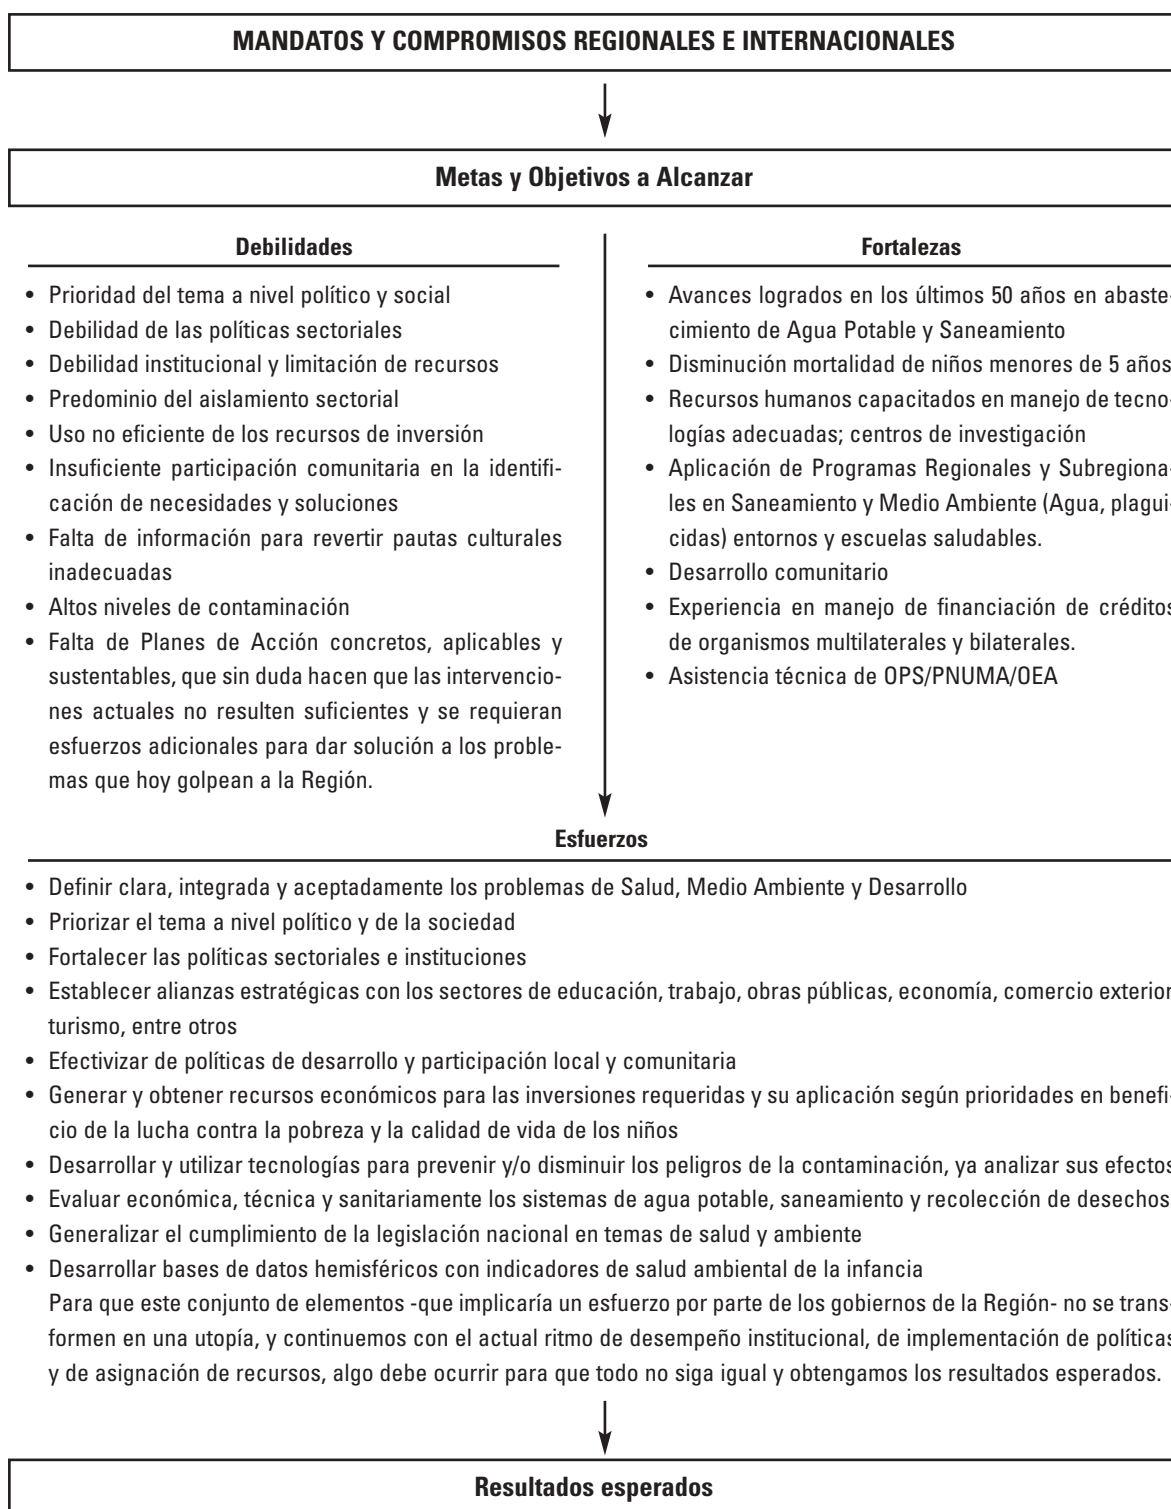 MANDATOS Y COMPROMISOS REGIONALES E INTERNACIONALES
Metas y Objetivos a Alcanzar
Debilidades
• Prioridad del tema a nivel político y social
• Debilidad de las políticas sectoriales
• Debilidad institucional y limitación de recursos
• Predominio del aislamiento sectorial
• Uso no eficiente de los recursos de inversión
• Insuficiente participación comunitaria en la identifi-
cación de necesidades y soluciones
• Falta de información para revertir pautas culturales
inadecuadas
• Altos niveles de contaminación
• Falta de Planes de Acción concretos, aplicables y
sustentables, que sin duda hacen que las intervencio-
nes actuales no resulten suficientes y se requieran
esfuerzos adicionales para dar solución a los proble-
mas que hoy golpean a la Región.
Fortalezas
• Avances logrados en los últimos 50 años en abaste-
cimiento de Agua Potable y Saneamiento
• Disminución mortalidad de niños menores de 5 años
• Recursos humanos capacitados en manejo de tecno-
logías adecuadas; centros de investigación
• Aplicación de Programas Regionales y Subregiona-
les en Saneamiento y Medio Ambiente (Agua, plagui-
cidas) entornos y escuelas saludables.
• Desarrollo comunitario
• Experiencia en manejo de financiación de créditos
de organismos multilaterales y bilaterales.
• Asistencia técnica de OPS/PNUMA/OEA
Esfuerzos
• Definir clara, integrada y aceptadamente los problemas de Salud, Medio Ambiente y Desarrollo
• Priorizar el tema a nivel político y de la sociedad
• Fortalecer las políticas sectoriales e instituciones
• Establecer alianzas estratégicas con los sectores de educación, trabajo, obras públicas, economía, comercio exterior
turismo, entre otros
• Efectivizar de políticas de desarrollo y participación local y comunitaria
• Generar y obtener recursos económicos para las inversiones requeridas y su aplicación según prioridades en benefi-
cio de la lucha contra la pobreza y la calidad de vida de los niños
• Desarrollar y utilizar tecnologías para prevenir y/o disminuir los peligros de la contaminación, ya analizar sus efectos
• Evaluar económica, técnica y sanitariamente los sistemas de agua potable, saneamiento y recolección de desechos
• Generalizar el cumplimiento de la legislación nacional en temas de salud y ambiente
• Desarrollar bases de datos hemisféricos con indicadores de salud ambiental de la infancia
Para que este conjunto de elementos -que implicaría un esfuerzo por parte de los gobiernos de la Región- no se trans-
formen en una utopía, y continuemos con el actual ritmo de desempeño institucional, de implementación de políticas
y de asignación de recursos, algo debe ocurrir para que todo no siga igual y obtengamos los resultados esperados.
Resultados esperados